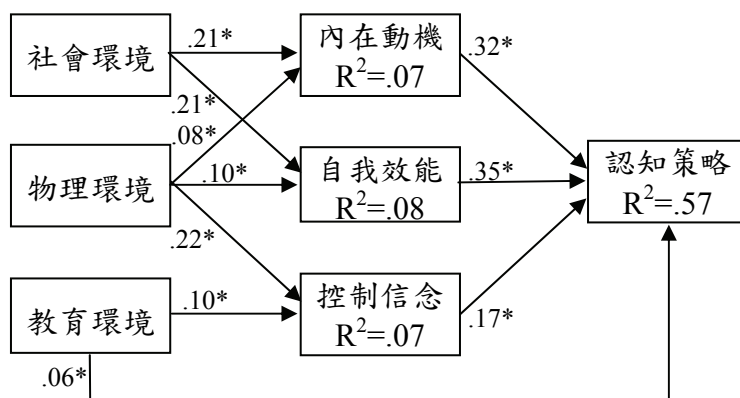 社會環境
.21*
內在動機
R²=.07
.32*
.21*
.08*
物理環境
.10*
自我效能
R²=.08
.35*
認知策略
R²=.57
.22*
教育環境
.10*
控制信念
R²=.07
.17*
.06*